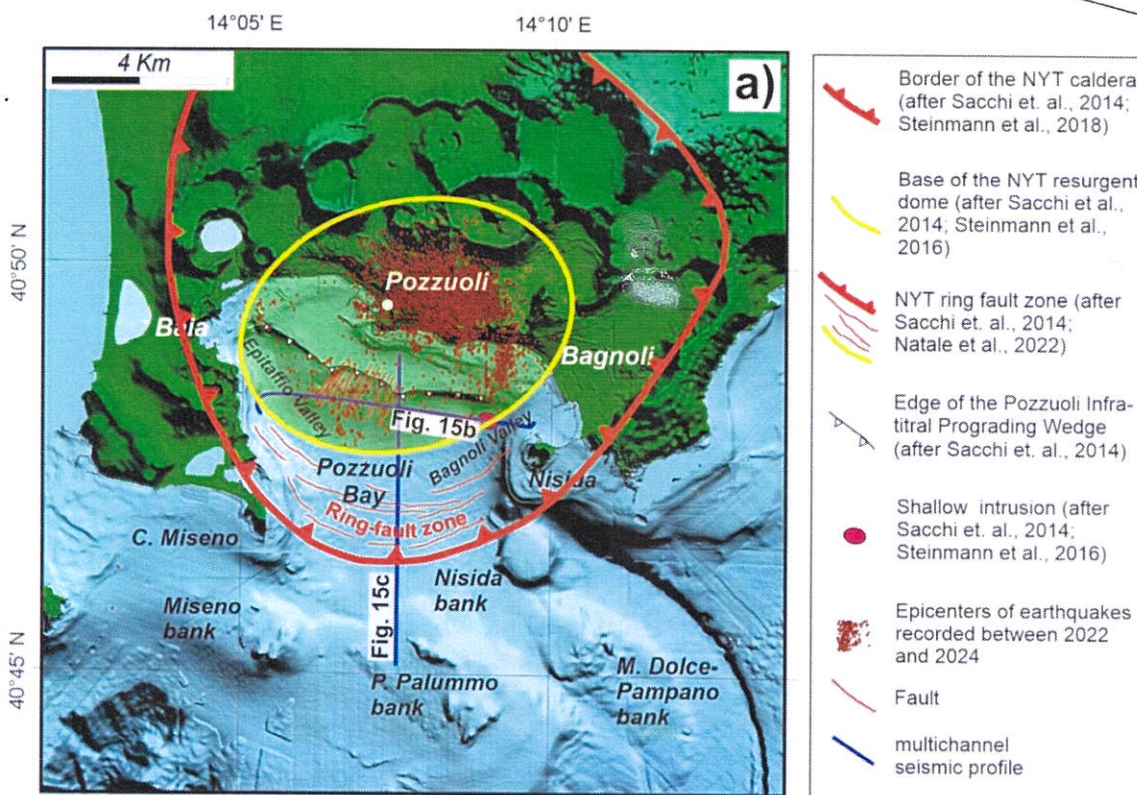 14°05' E
14°10' E
4 Km
a)
40°50' N
40°45' N
Pozzuoli
Baia
Bagnoli
Epitaffio Valley
Fig. 15b
Bagnoli Valley
Pozzuoli
Bay
Nisida
Ring-fault zone
C. Miseno
Nisida
bank
Miseno
bank
Fig. 15c
P. Palummo
bank
M. Dolce-
Pampano
bank
Border of the NYT caldera
(after Sacchi et. al., 2014;
Steinmann et al., 2018)
Base of the NYT resurgent
dome (after Sacchi et al.,
2014; Steinmann et al.,
2016)
NYT ring fault zone (after
Sacchi et. al., 2014;
Natale et al., 2022)
Edge of the Pozzuoli Infra-
titral Prograding Wedge
(after Sacchi et. al., 2014)
Shallow intrusion (after
Sacchi et. al., 2014;
Steinmann et al., 2016)
Epicenters of earthquakes
recorded between 2022
and 2024
Fault
multichannel
seismic profile